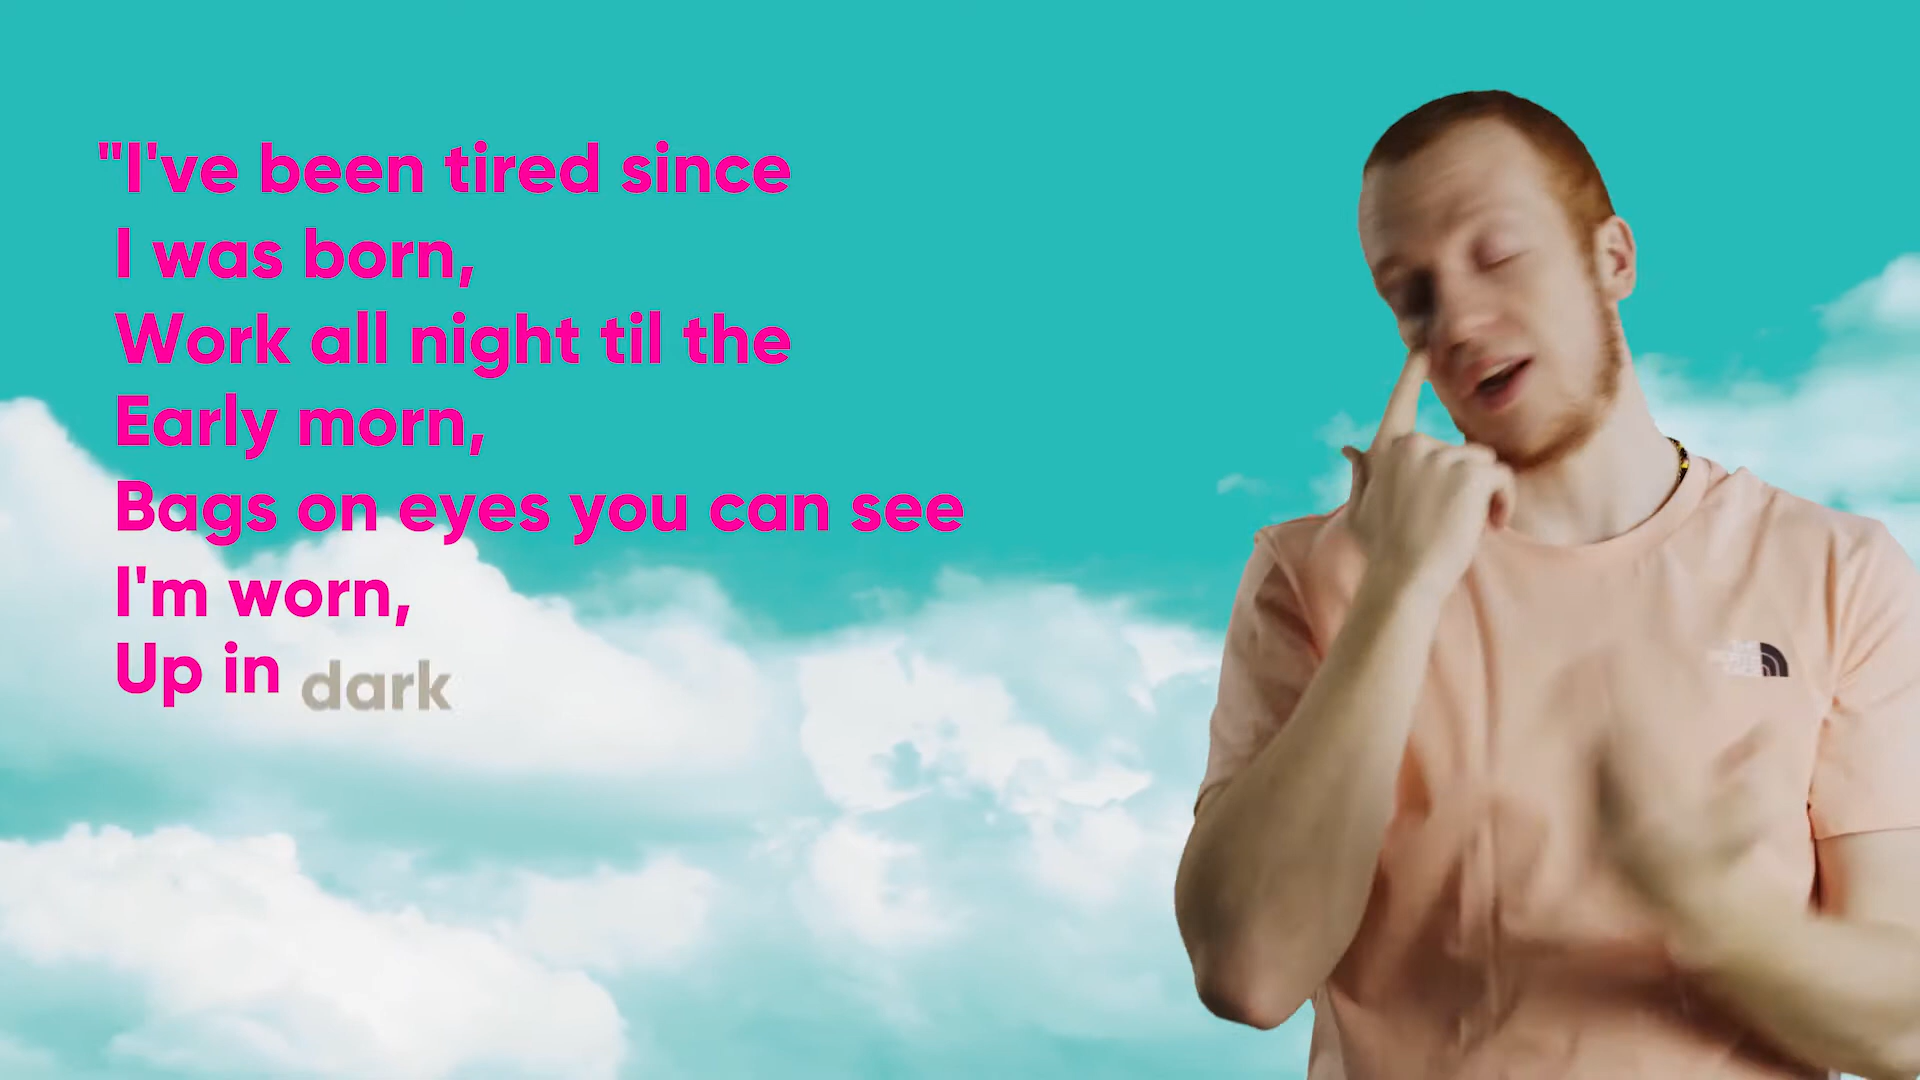 "I've been tired since
I was born,
Work all night til the
Early morn,
Bags on eyes you can see
I'm worn,
Up in dark